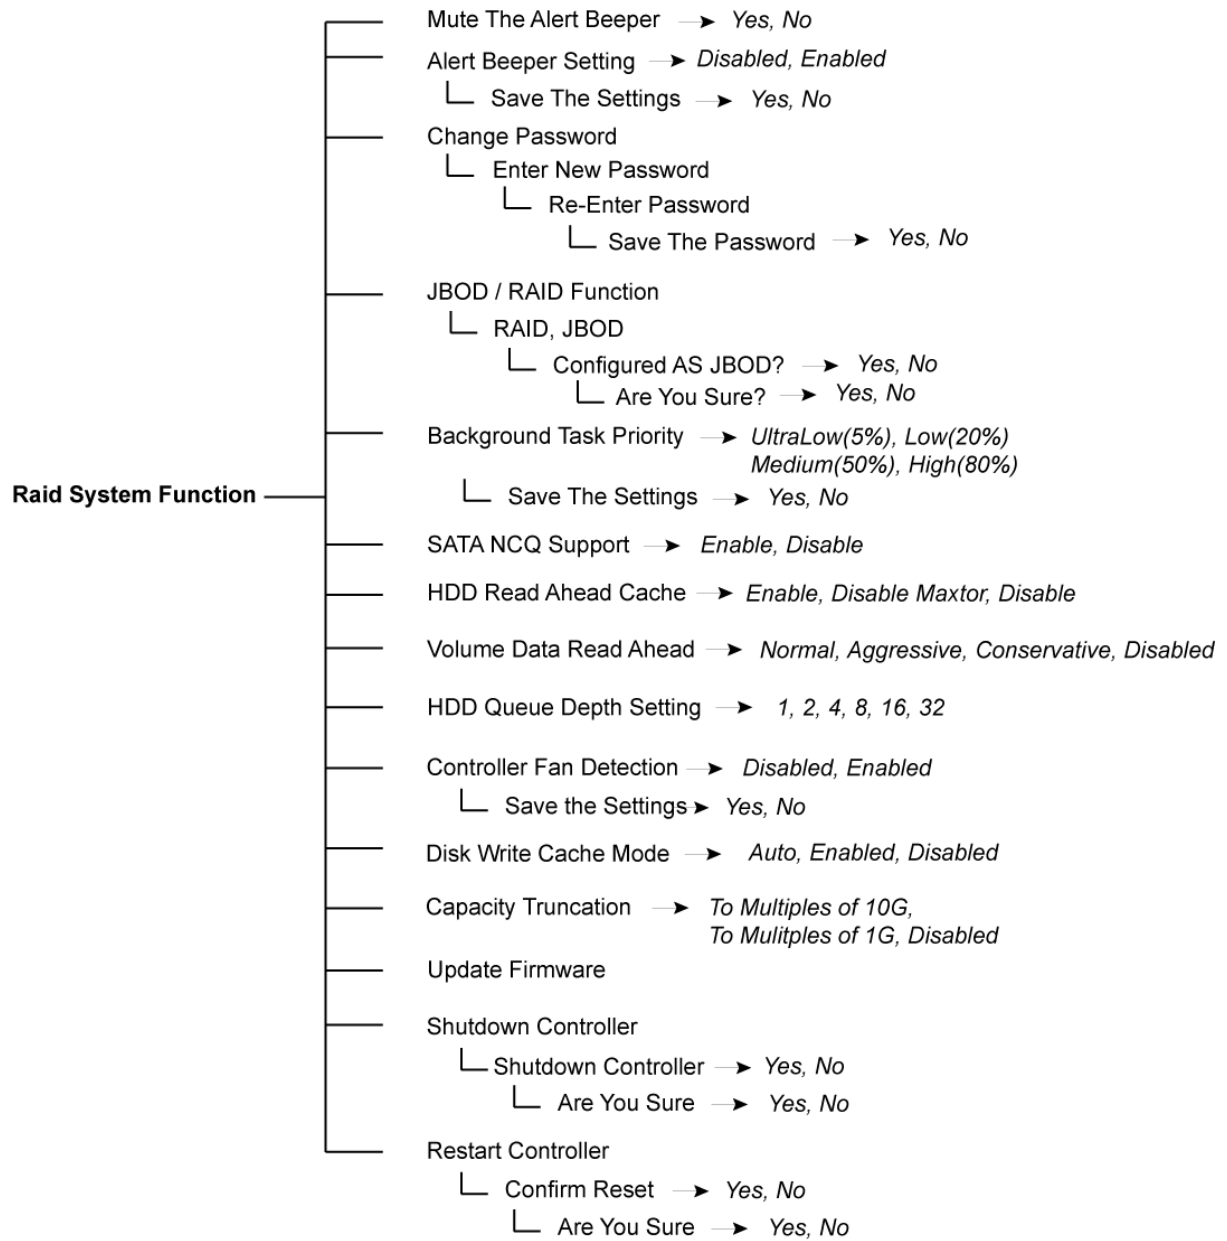 Mute The Alert Beeper Yes, No
Alert Beeper Setting Disabled, Enabled
Save The Settings Yes, No
Change Password
Enter New Password
Re-Enter Password
Save The Password Yes, No
JBOD / RAID Function
RAID, JBOD
Configured AS JBOD? Yes, No
Are You Sure? Yes, No
Background Task Priority UltraLow(5%), Low(20%)
Medium(50%), High(80%)
Raid System Function
Save The Settings Yes, No
SATA NCQ Support Enable, Disable
HDD Read Ahead Cache Enable, Disable Maxtor, Disable
Volume Data Read Ahead Normal, Aggressive, Conservative, Disabled
HDD Queue Depth Setting 1, 2, 4, 8, 16, 32
Controller Fan Detection Disabled, Enabled
Save the Settings Yes, No
Disk Write Cache Mode Auto, Enabled, Disabled
Capacity Truncation To Multiples of 10G,
To Mulitples of 1G, Disabled
Update Firmware
Shutdown Controller
Shutdown Controller Yes, No
Are You Sure Yes, No
Restart Controller
Confirm Reset Yes, No
Are You Sure Yes, No